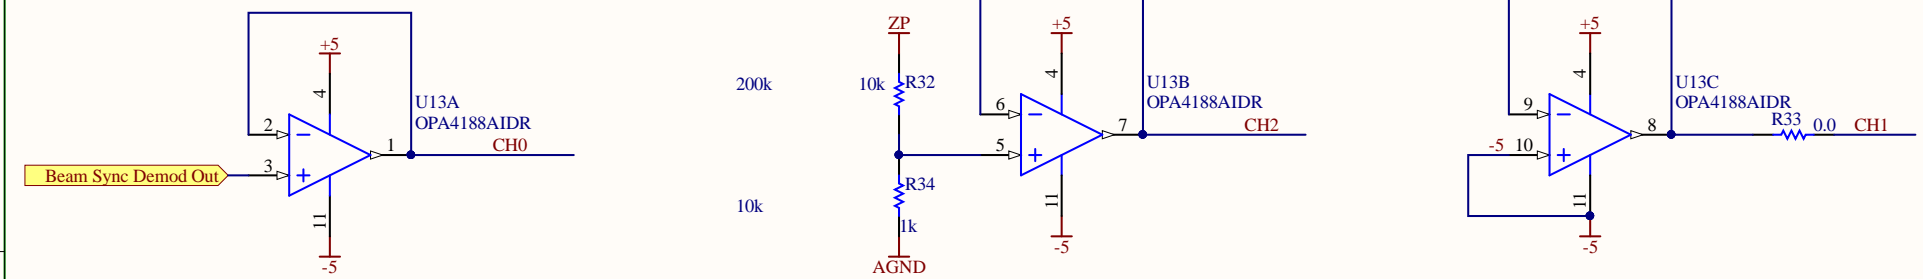 +5
4
U13A
OPA4188AIDR
2
1
CH0
3
Beam Sync Demod Out
11
-5
ZP
200k
10k
R32
10k
R34
1k
AGND
+5
4
U13B
OPA4188AIDR
6
7
CH2
5
11
-5
+5
4
U13C
OPA4188AIDR
9
8
R33
0.0
CH1
-5
10
11
-5